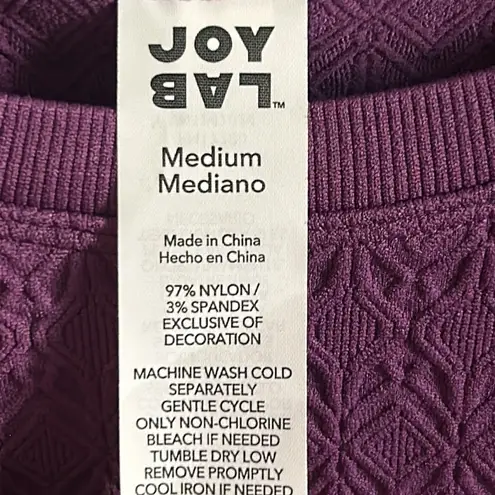 JOY
LAB™
Medium
Mediano
Made in China
Hecho en China
97% NYLON /
3% SPANDEX
EXCLUSIVE OF
DECORATION
MACHINE WASH COLD
SEPARATELY
GENTLE CYCLE
ONLY NON-CHLORINE
BLEACH IF NEEDED
TUMBLE DRY LOW
REMOVE PROMPTLY
COOL IRON IF NEEDED